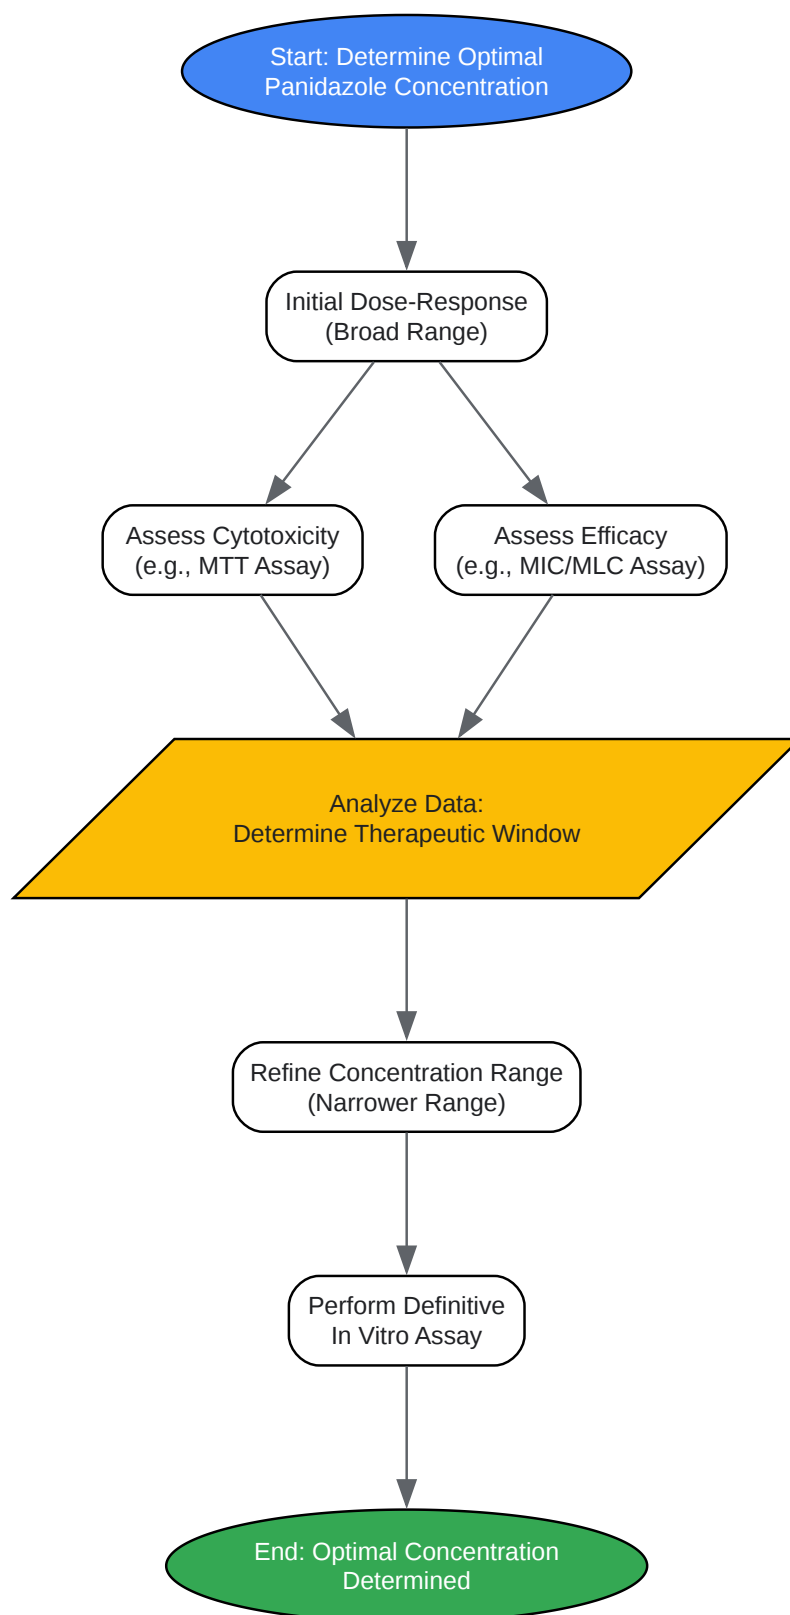 Start: Determine Optimal
Panidazole Concentration
Initial Dose-Response
(Broad Range)
Assess Cytotoxicity
(e.g., MTT Assay)
Assess Efficacy
(e.g., MIC/MLC Assay)
Analyze Data:
Determine Therapeutic Window
Refine Concentration Range
(Narrower Range)
Perform Definitive
In Vitro Assay
End: Optimal Concentration
Determined